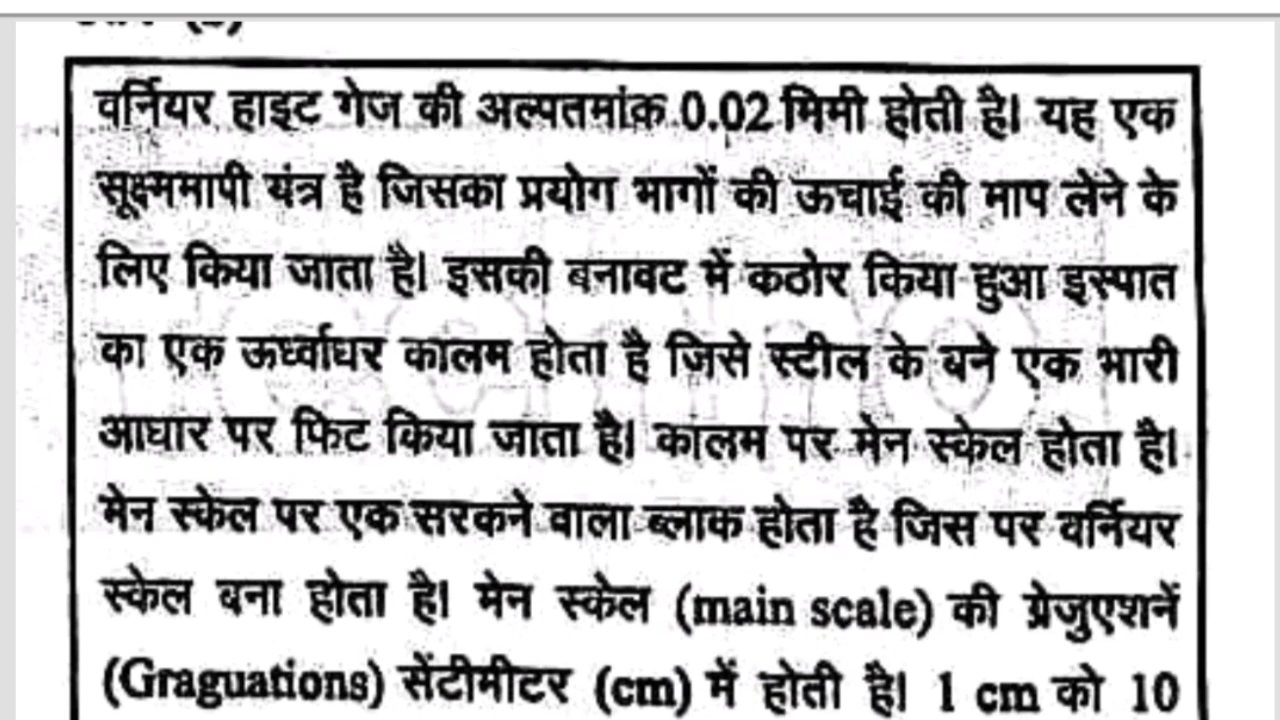 वर्नियर हाइट गेज की अल्पतमांक 0.02 मिमी होती है। यह एक
सूक्ष्ममापी यंत्र है जिसका प्रयोग भागों की ऊचाई की माप लेने के
लिए किया जाता है। इसकी बनावट में कठोर किया हुआ इस्पात
का एक ऊर्ध्वाधर कालम होता है जिसे स्टील के बने एक भारी
आधार पर फिट किया जाता है। कालम पर मेन स्केल होता है।
मेन स्केल पर एक सरकने वाला ब्लाक होता है जिस पर वर्नियर
स्केल बना होता है। मेन स्केल (main scale) की ग्रेजुएशनें
(Graguations) सेंटीमीटर (cm) में होती है। 1 cm को 10